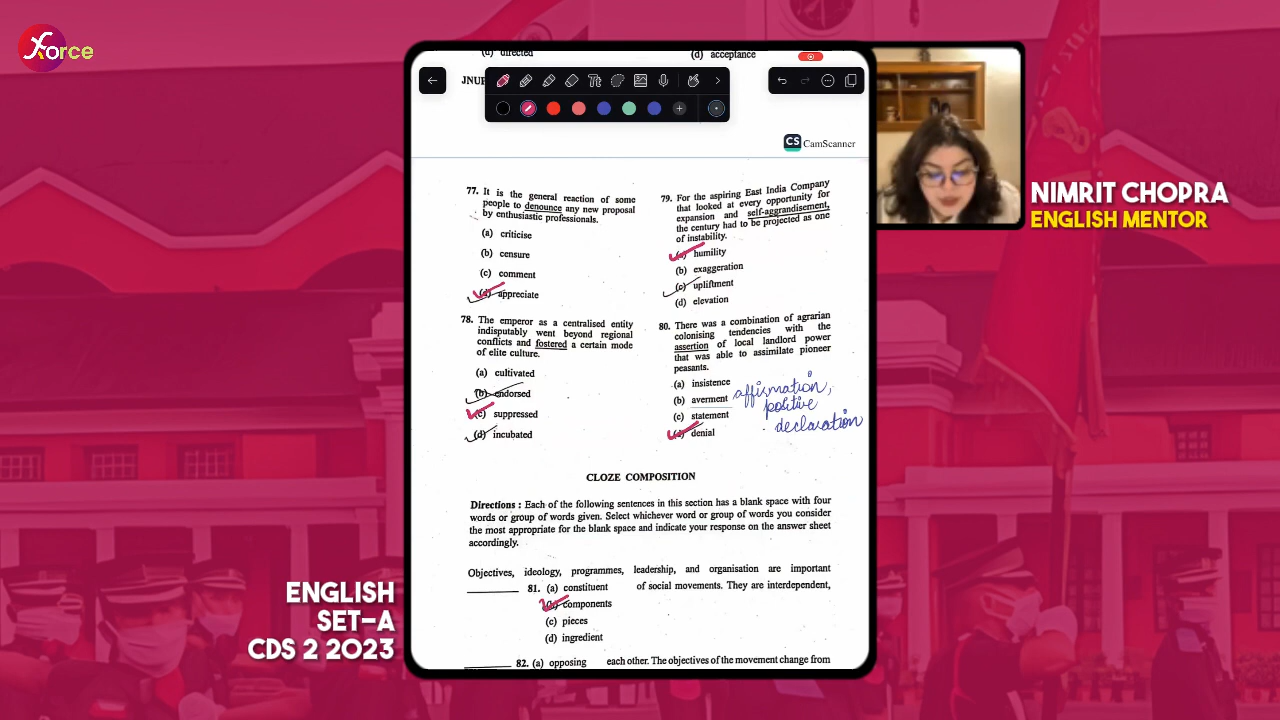 xforce
(d) directed
(d) acceptance
JNUP
Tt
CS CamScanner
77. It is the general reaction of some
people to denounce any new proposal
by enthusiastic professionals.
(a) criticise
(b) censure
(c) comment
(d) appreciate
78. The emperor as a centralised entity
indisputably went beyond regional
conflicts and fostered a certain mode
of elite culture.
(a) cultivated
(b) endorsed
(c) suppressed
(d) incubated
79. For the aspiring East India Company
that looked at every opportunity for
expansion and self-aggrandisement,
the century had to be projected as one
of instability.
(a) humility
(b) exaggeration
(c) upliftment
(d) elevation
80. There was a combination of agrarian
colonising tendencies with the
assertion of local landlord power
that was able to assimilate pioneer
peasants.
(a) insistence
(b) averment
(c) statement
(d) denial
affirmation,
positive
declaration
CLOZE COMPOSITION
Directions : Each of the following sentences in this section has a blank space with four
words or group of words given. Select whichever word or group of words you consider
the most appropriate for the blank space and indicate your response on the answer sheet
accordingly.
Objectives, ideology, programmes, leadership, and organisation are important
81. (a) constituent of social movements. They are interdependent,
(b) components
(c) pieces
(d) ingredient
82. (a) opposing each other. The objectives of the movement change from
NIMRIT CHOPRA
ENGLISH MENTOR
ENGLISH
SET-A
CDS 2 2023